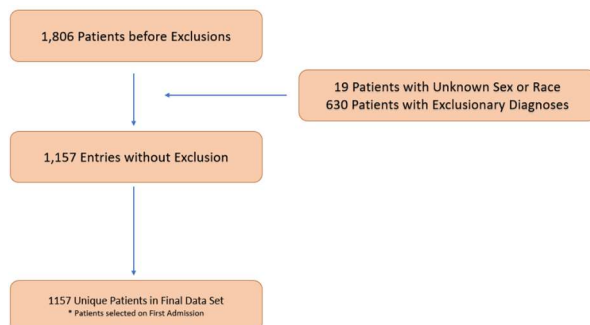 1,806 Patients before Exclusions
19 Patients with Unknown Sex or Race
630 Patients with Exclusionary Diagnoses
1,157 Entries without Exclusion
1157 Unique Patients in Final Data Set
* Patients selected on First Admission